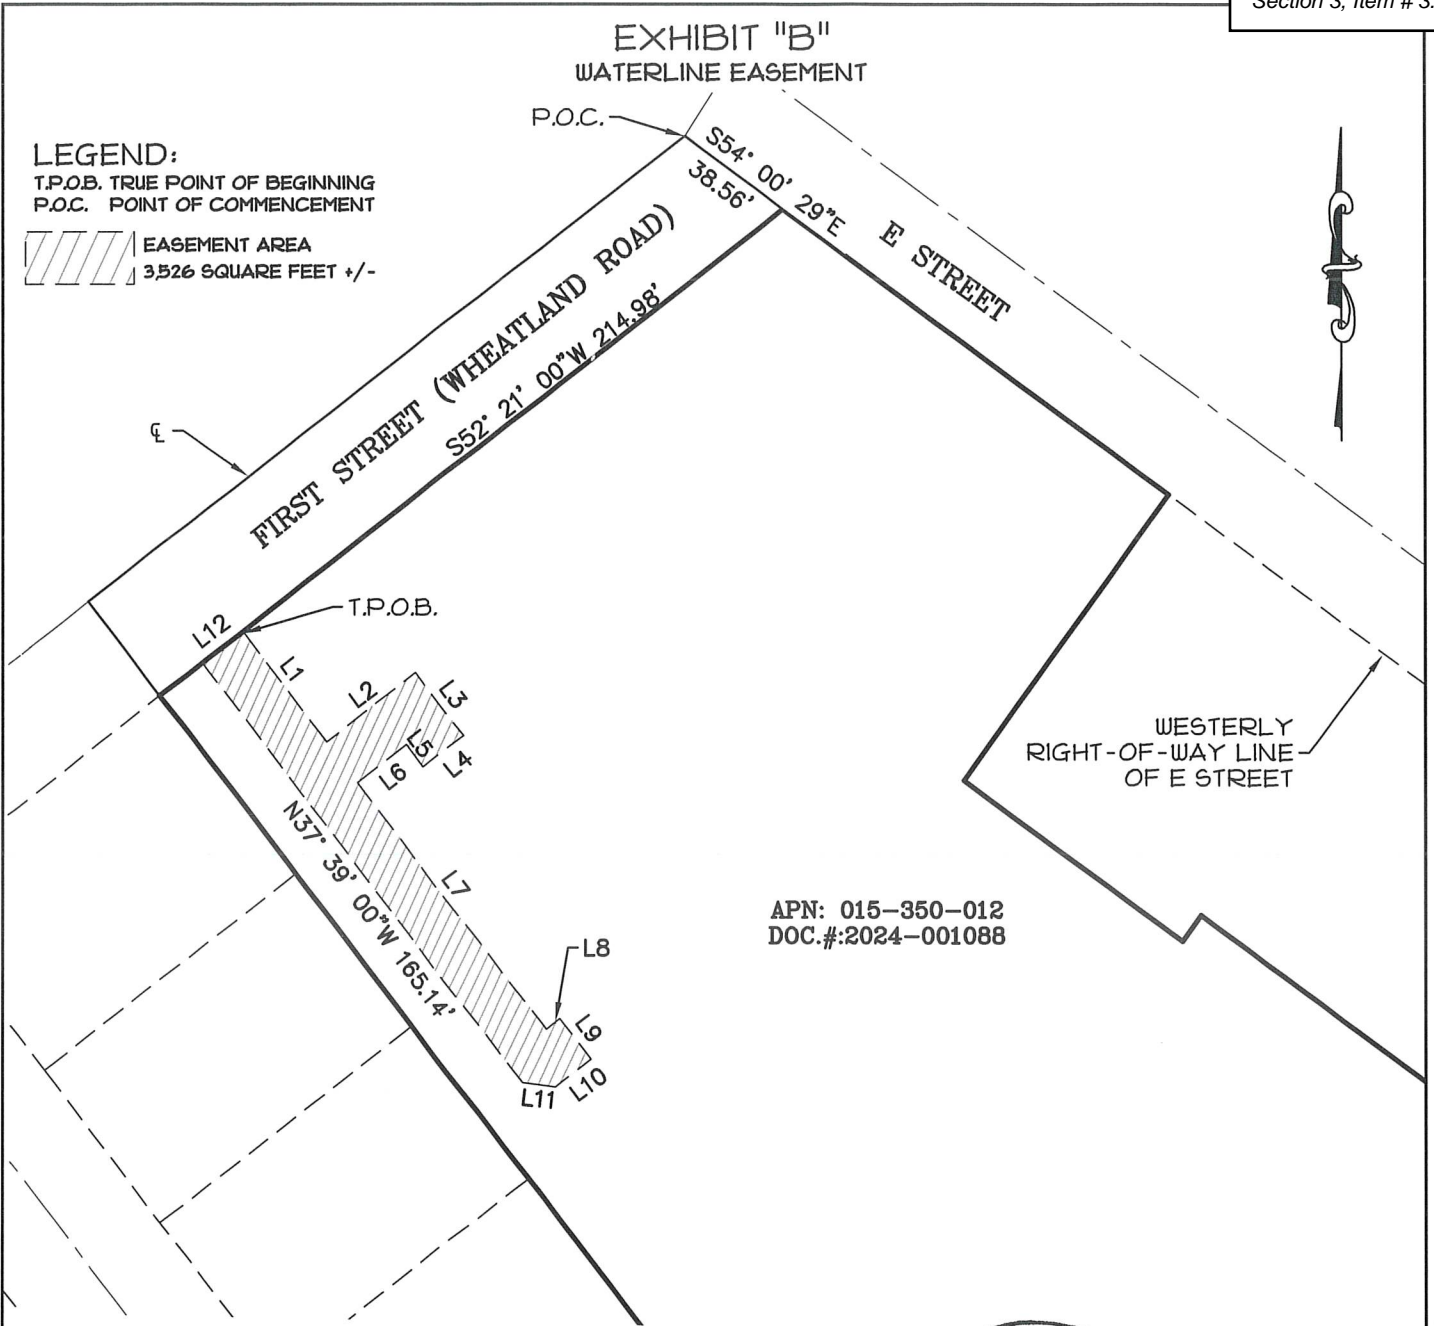 Section 3, Item # 3.
EXHIBIT "B"
WATERLINE EASEMENT
P.O.C.
LEGEND:
T.P.O.B. TRUE POINT OF BEGINNING
P.O.C. POINT OF COMMENCEMENT
EASEMENT AREA
3,526 SQUARE FEET +/-
S54° 00' 29"E
38.56'
E STREET
FIRST STREET (WHEATLAND ROAD)
S52° 21' 00"W 214.98'
℄
T.P.O.B.
L12
L1
L2
L3
L4
L5
L6
L7
N37° 39' 00"W 165.14'
L8
L9
L10
L11
WESTERLY
RIGHT-OF-WAY LINE
OF E STREET
APN: 015-350-012
DOC.#:2024-001088